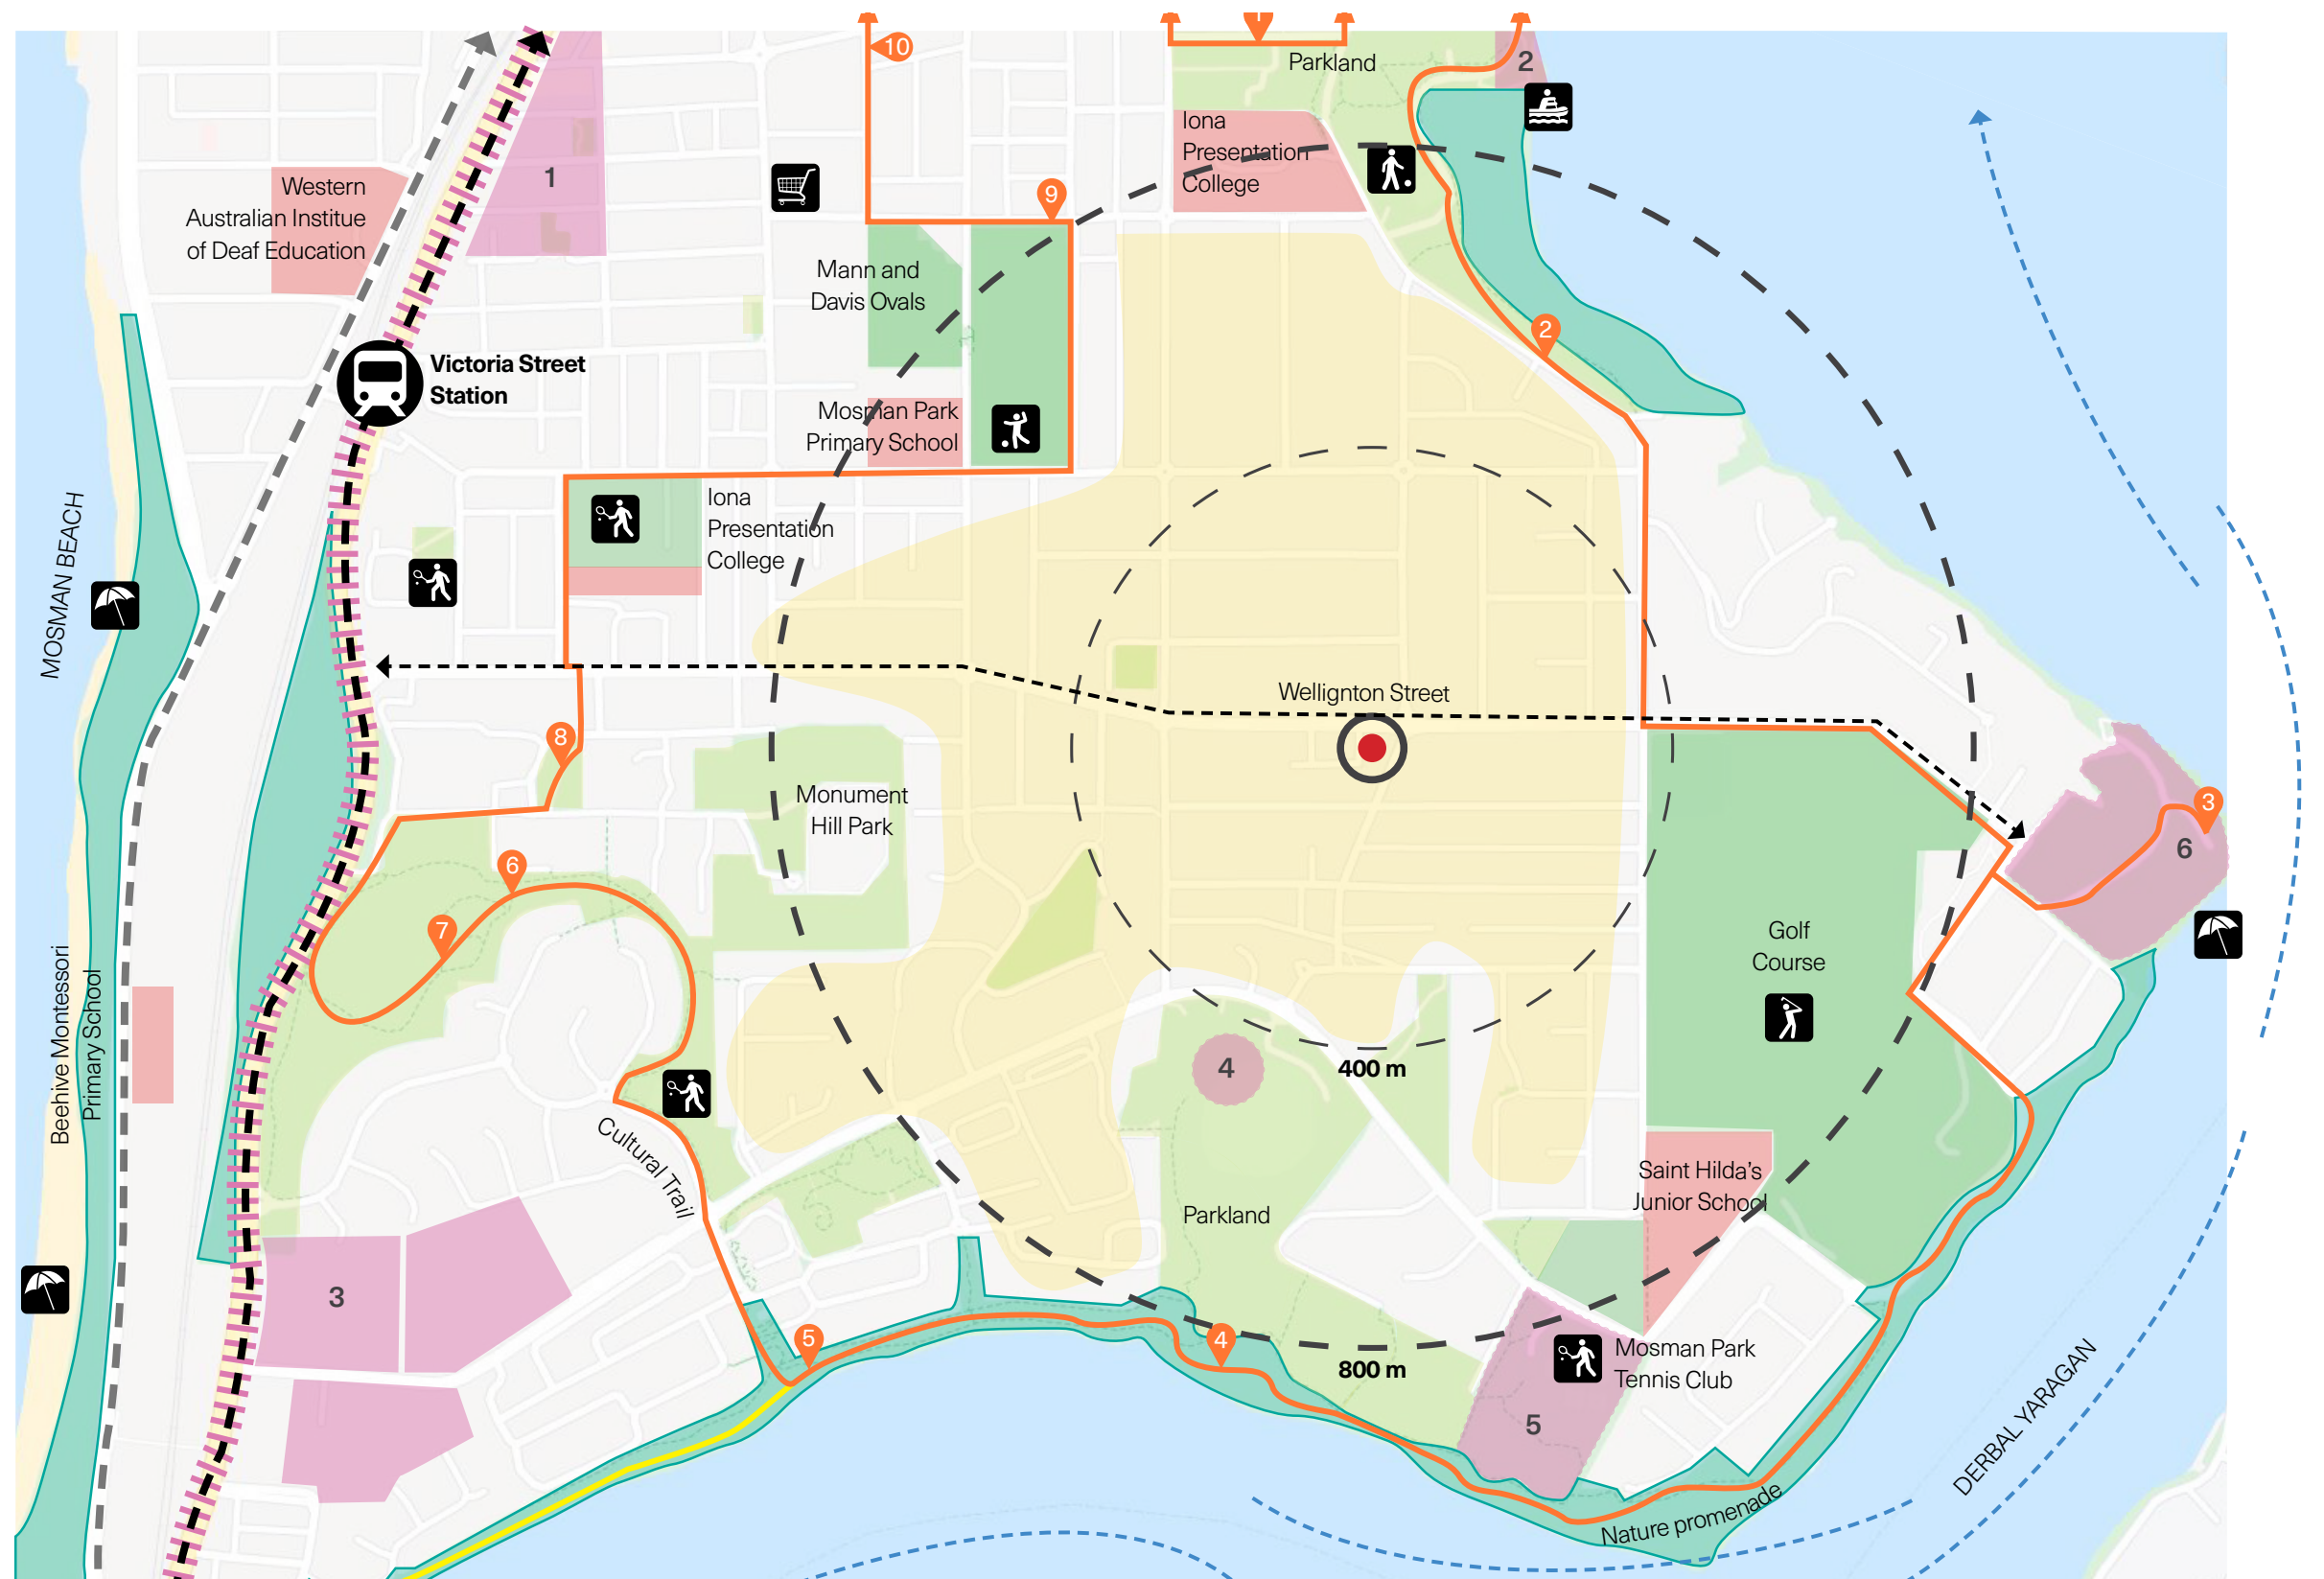 1
10
Parkland
2
Iona
Presentation
College
1
Western
Australian Institue
of Deaf Education
9
Mann and
Davis Ovals
2
Victoria Street
Station
Mosman Park
Primary School
Iona
Presentation
College
MOSMAN BEACH
Wellignton Street
8
Monument
Hill Park
3
6
6
7
Golf
Course
Beehive Montessori
Primary School
4
400 m
Cultural Trail
Saint Hilda's
Junior School
Parkland
3
5
4
800 m
Mosman Park
Tennis Club
5
DERBAL YARAGAN
Nature promenade